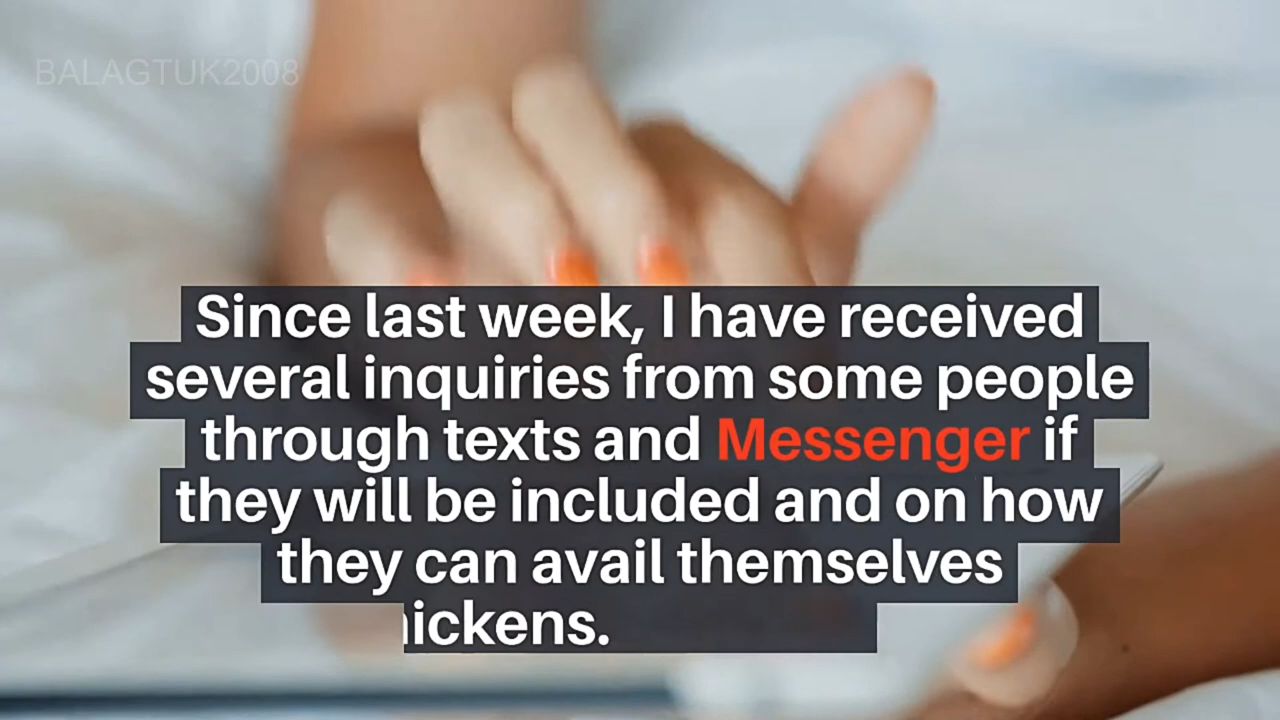 BALAGTUK2008
Since last week, I have received
several inquiries from some people
through texts and Messenger if
they will be included and on how
they can avail themselves
ickens.